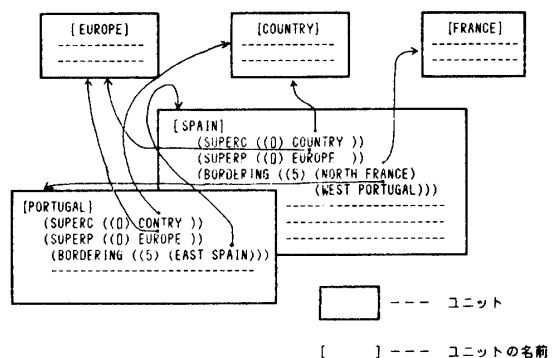 [EUROPE]
[COUNTRY]
[FRANCE]
[SPAIN]
(SUPERC ((0) COUNTRY ))
(SUPERP ((0) EUROPF ))
(BORDERING ((5) (NORTH FRANCE)
(WEST PORTUGAL)))
[PORTUGAL]
(SUPERC ((0) CONTRY ))
(SUPERP ((0) EUROPE ))
(BORDERING ((5) (EAST SPAIN)))
--- ユニット
[ ] --- ユニットの名前